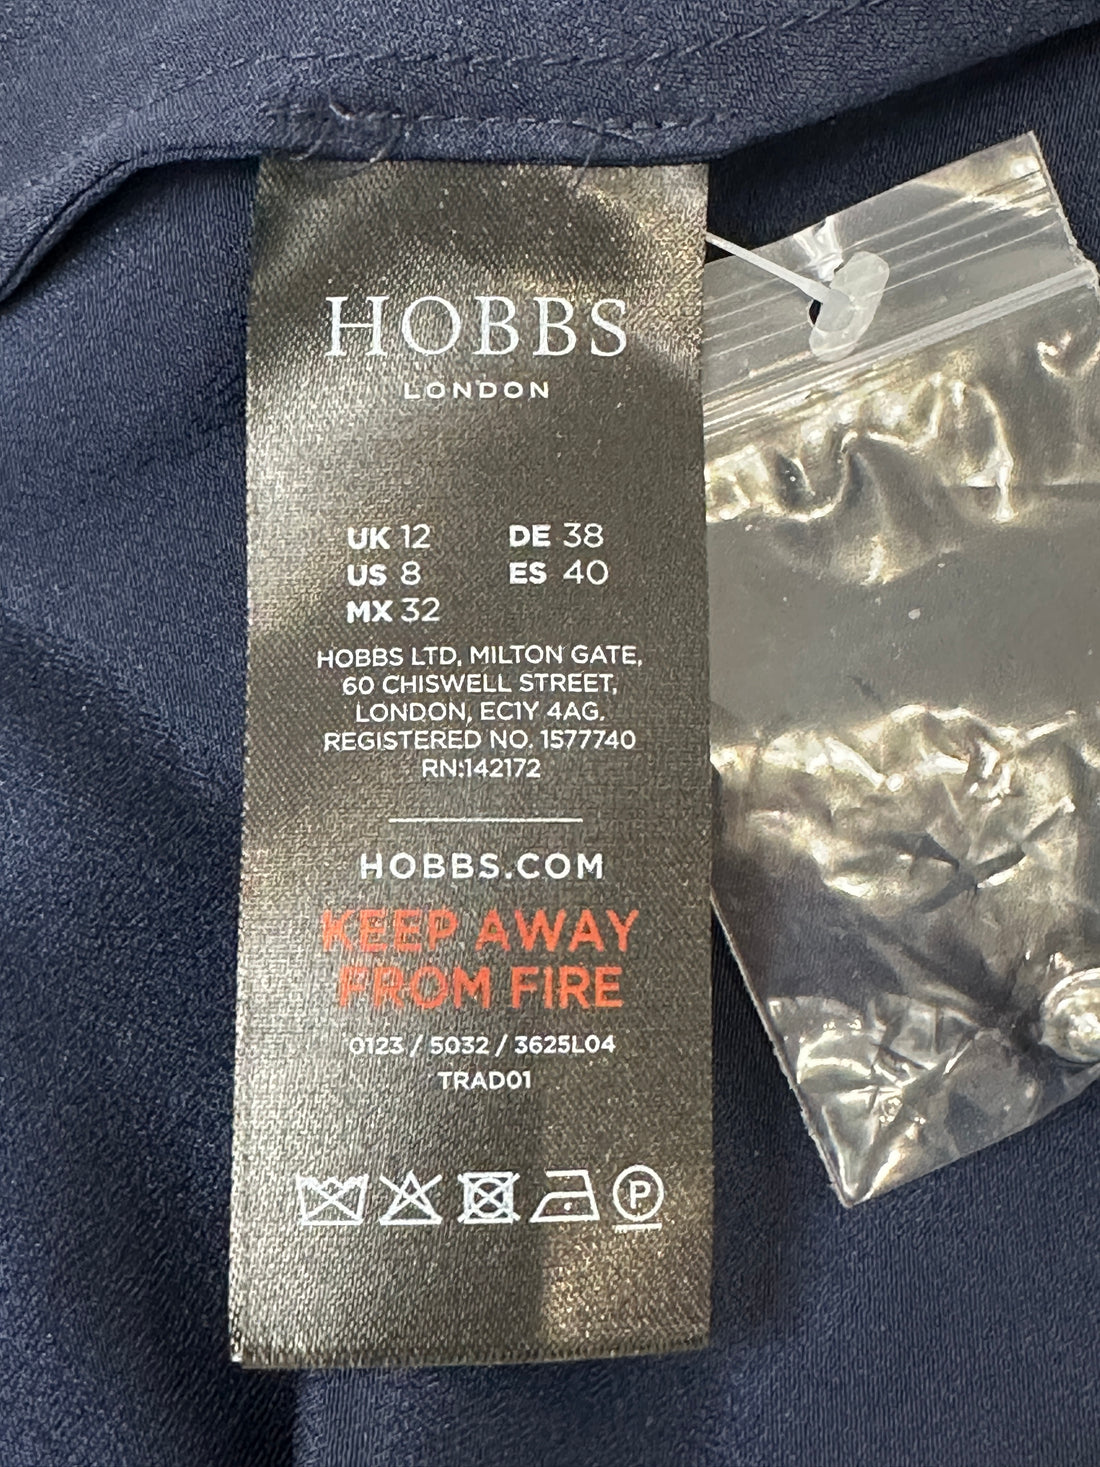 HOBBS
LONDON
UK 12 DE 38
US 8 ES 40
MX 32
HOBBS LTD, MILTON GATE,
60 CHISWELL STREET,
LONDON, EC1Y 4AG.
REGISTERED NO. 1577740
RN:142172
HOBBS.COM
KEEP AWAY
FROM FIRE
0123 / 5032 / 3625L04
TRAD01
P